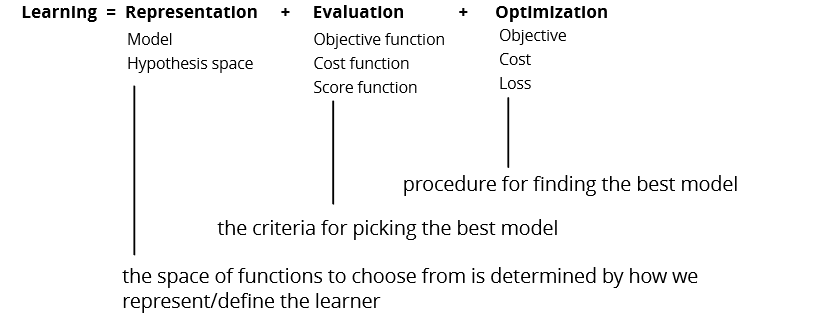 Learning = Representation + Evaluation + Optimization
Model
Hypothesis space
Objective function
Cost function
Score function
Objective
Cost
Loss
procedure for finding the best model
the criteria for picking the best model
the space of functions to choose from is determined by how we
represent/define the learner